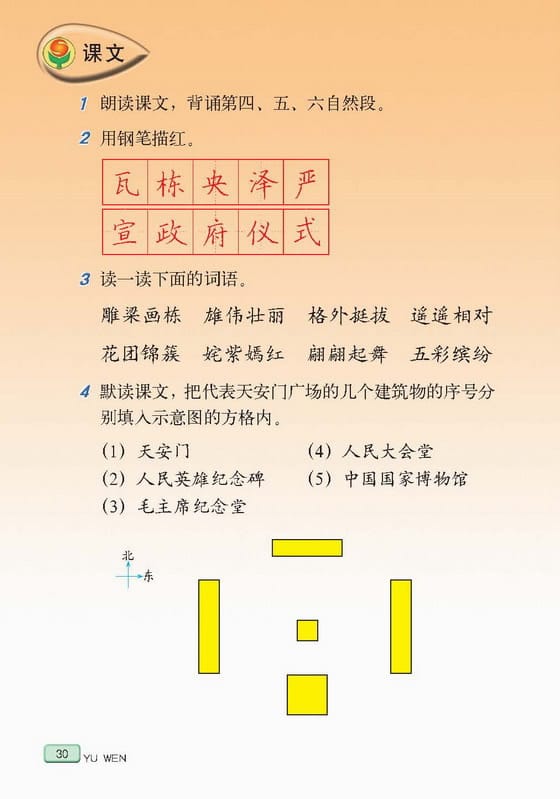 课文
1 朗读课文，背诵第四、五、六自然段。
2 用钢笔描红。
瓦栋央泽严
宣政府仪式
3 读一读下面的词语。
雕梁画栋 雄伟壮丽 格外挺拔 遥遥相对
花团锦簇 姹紫嫣红 翩翩起舞 五彩缤纷
4 默读课文，把代表天安门广场的几个建筑物的序号分
别填入示意图的方格内。
（1）天安门 （4）人民大会堂
（2）人民英雄纪念碑 （5）中国国家博物馆
（3）毛主席纪念堂
北
东
30 YU WEN